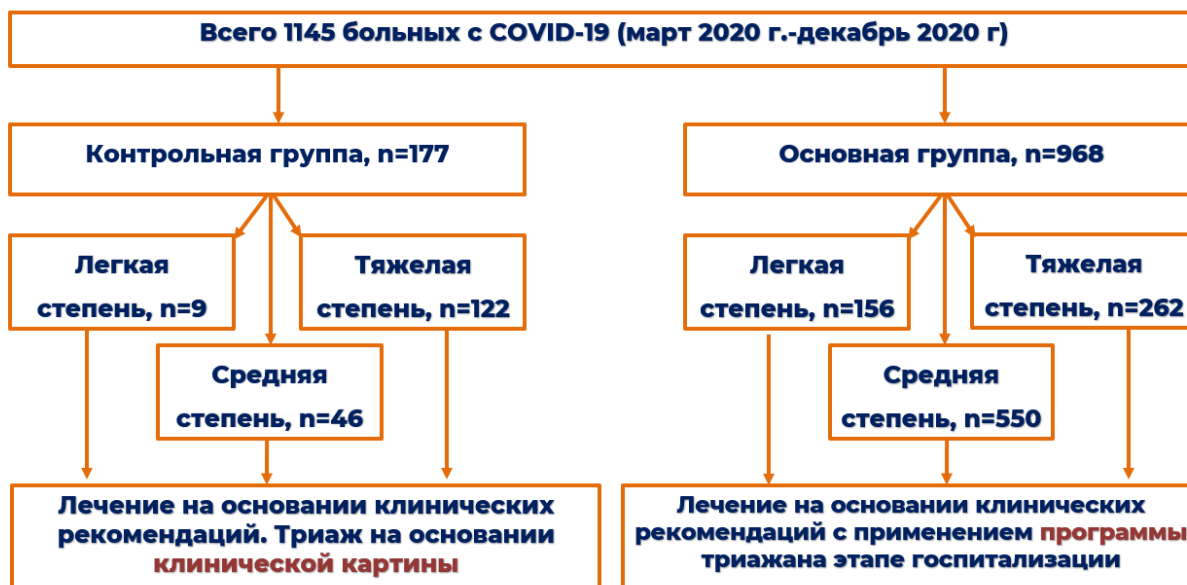 Всего 1145 больных с COVID-19 (март 2020 г.-декабрь 2020 г)
Контрольная группа, n=177
Основная группа, n=968
Легкая
степень, n=9
Тяжелая
степень, n=122
Средняя
степень, n=46
Легкая
степень, n=156
Тяжелая
степень, n=262
Средняя
степень, n=550
Лечение на основании клинических
рекомендаций. Триаж на основании
клинической картины
Лечение на основании клинических
рекомендаций с применением программы
триажана этапе госпитализации